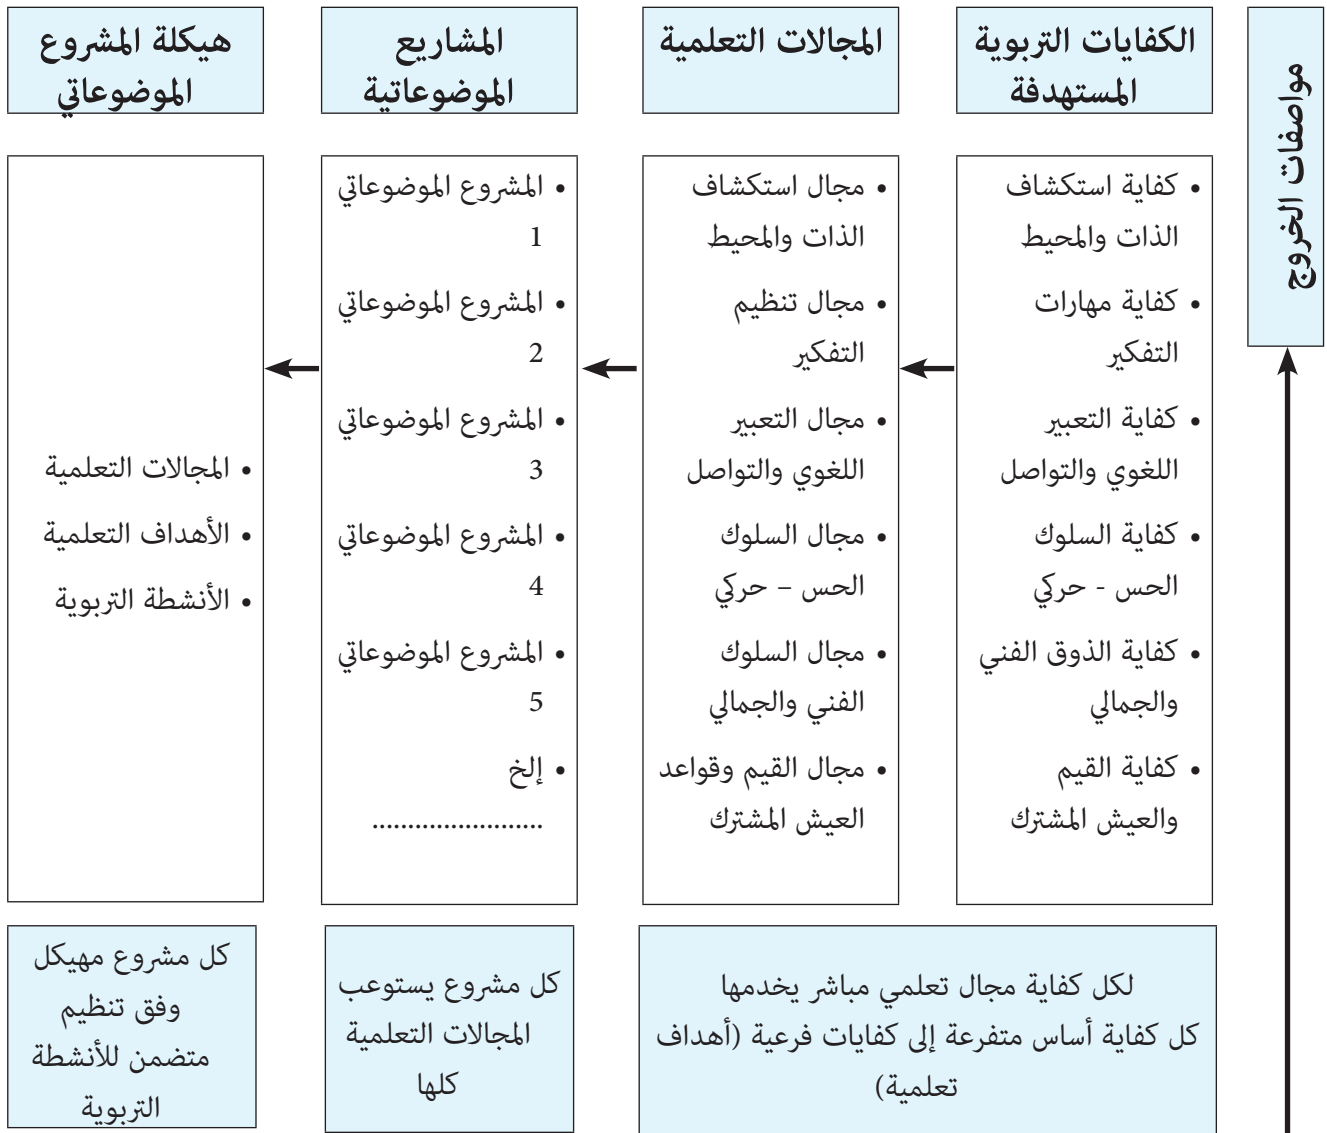 مواصفات الخروج
الكفايات التربوية
المستهدفة
• كفاية استكشاف
الذات والمحيط
• كفاية مهارات
التفكير
• كفاية التعبير
اللغوي والتواصل
• كفاية السلوك
الحس - حركي
• كفاية الذوق الفني
والجمالي
• كفاية القيم
والعيش المشترك
المجالات التعلمية
• مجال استكشاف
الذات والمحيط
• مجال تنظيم
التفكير
• مجال التعبير
اللغوي والتواصل
• مجال السلوك
الحس – حركي
• مجال السلوك
الفني والجمالي
• مجال القيم وقواعد
العيش المشترك
لكل كفاية مجال تعلمي مباشر يخدمها
كل كفاية أساس متفرعة إلى كفايات فرعية (أهداف
تعلمية)
المشاريع
الموضوعاتية
• المشروع الموضوعاتي
1
• المشروع الموضوعاتي
2
• المشروع الموضوعاتي
3
• المشروع الموضوعاتي
4
• المشروع الموضوعاتي
5
• إلخ
........................
كل مشروع يستوعب
المجالات التعلمية
كلها
هيكلة المشروع
الموضوعاتي
• المجالات التعلمية
• الأهداف التعلمية
• الأنشطة التربوية
كل مشروع مهيكل
وفق تنظيم
متضمن للأنشطة
التربوية